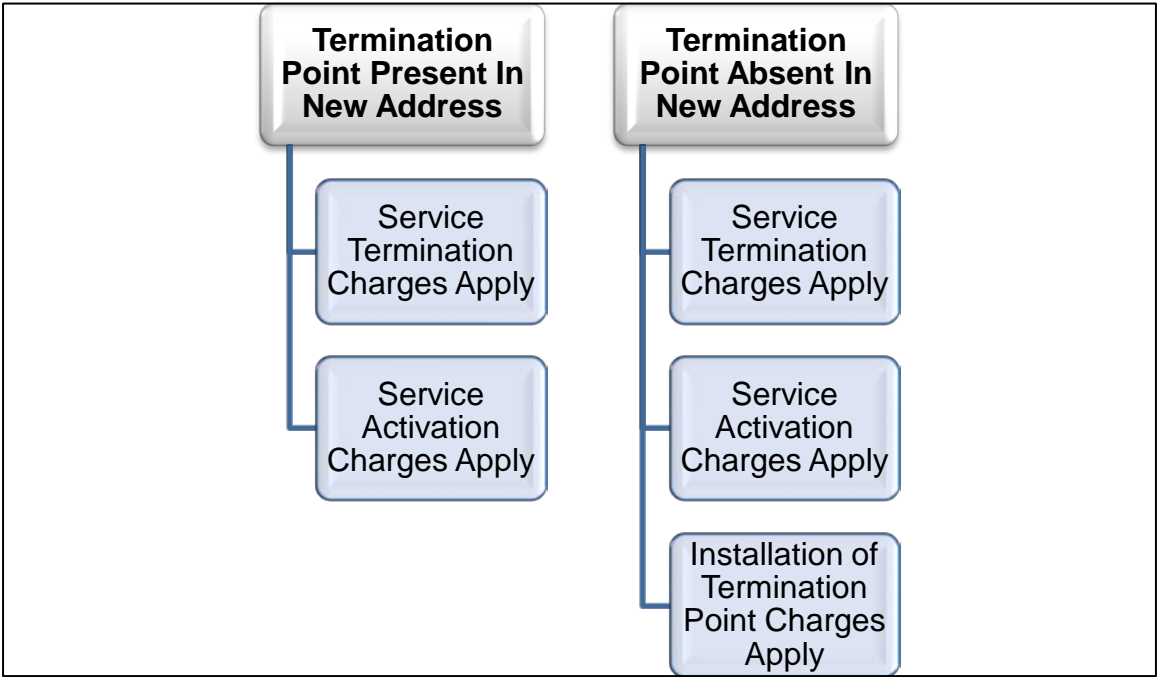 Termination
Point Present In
New Address
Service
Termination
Charges Apply
Service
Activation
Charges Apply
Termination
Point Absent In
New Address
Service
Termination
Charges Apply
Service
Activation
Charges Apply
Installation of
Termination
Point Charges
Apply